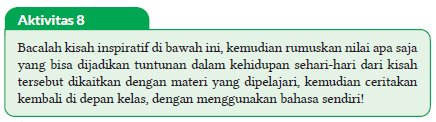 Aktivitas 8
Bacalah kisah inspiratif di bawah ini, kemudian rumuskan nilai apa saja
yang bisa dijadikan tuntunan dalam kehidupan sehari-hari dari kisah
tersebut dikaitkan dengan materi yang dipelajari, kemudian ceritakan
kembali di depan kelas, dengan menggunakan bahasa sendiri!